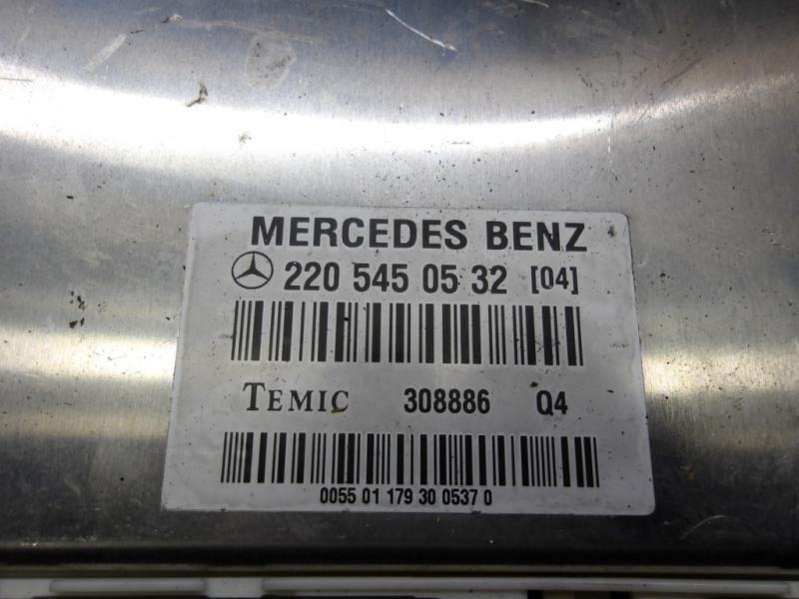 MERCEDES BENZ
220 545 05 32 [04]
TEMIC 308886 Q4
0055 01 179 30 0537 0